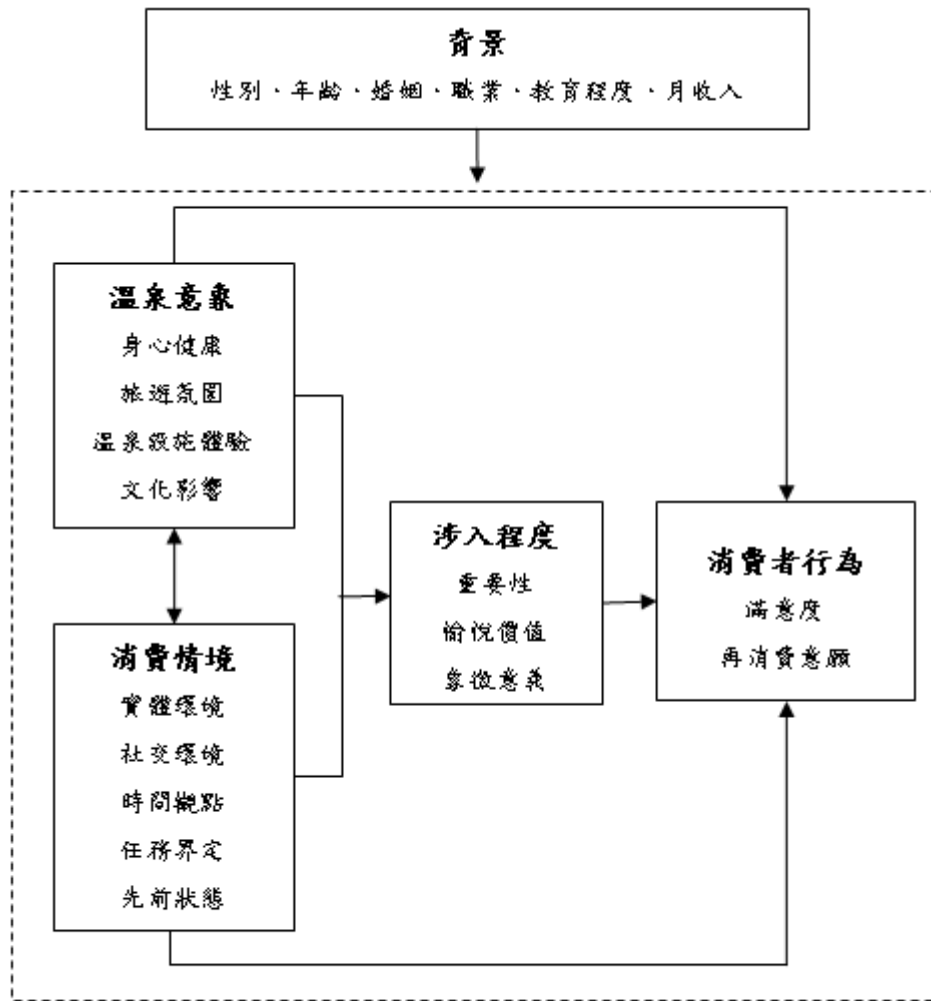 背景
性別、年齡、婚姻、職業、教育程度、月收入
溫泉意象
身心健康
旅遊氛圍
溫泉設施體驗
文化影響
消費情境
實體環境
社交環境
時間觀點
任務界定
先前狀態
涉入程度
重要性
愉悅價值
象徵意義
消費者行為
滿意度
再消費意願